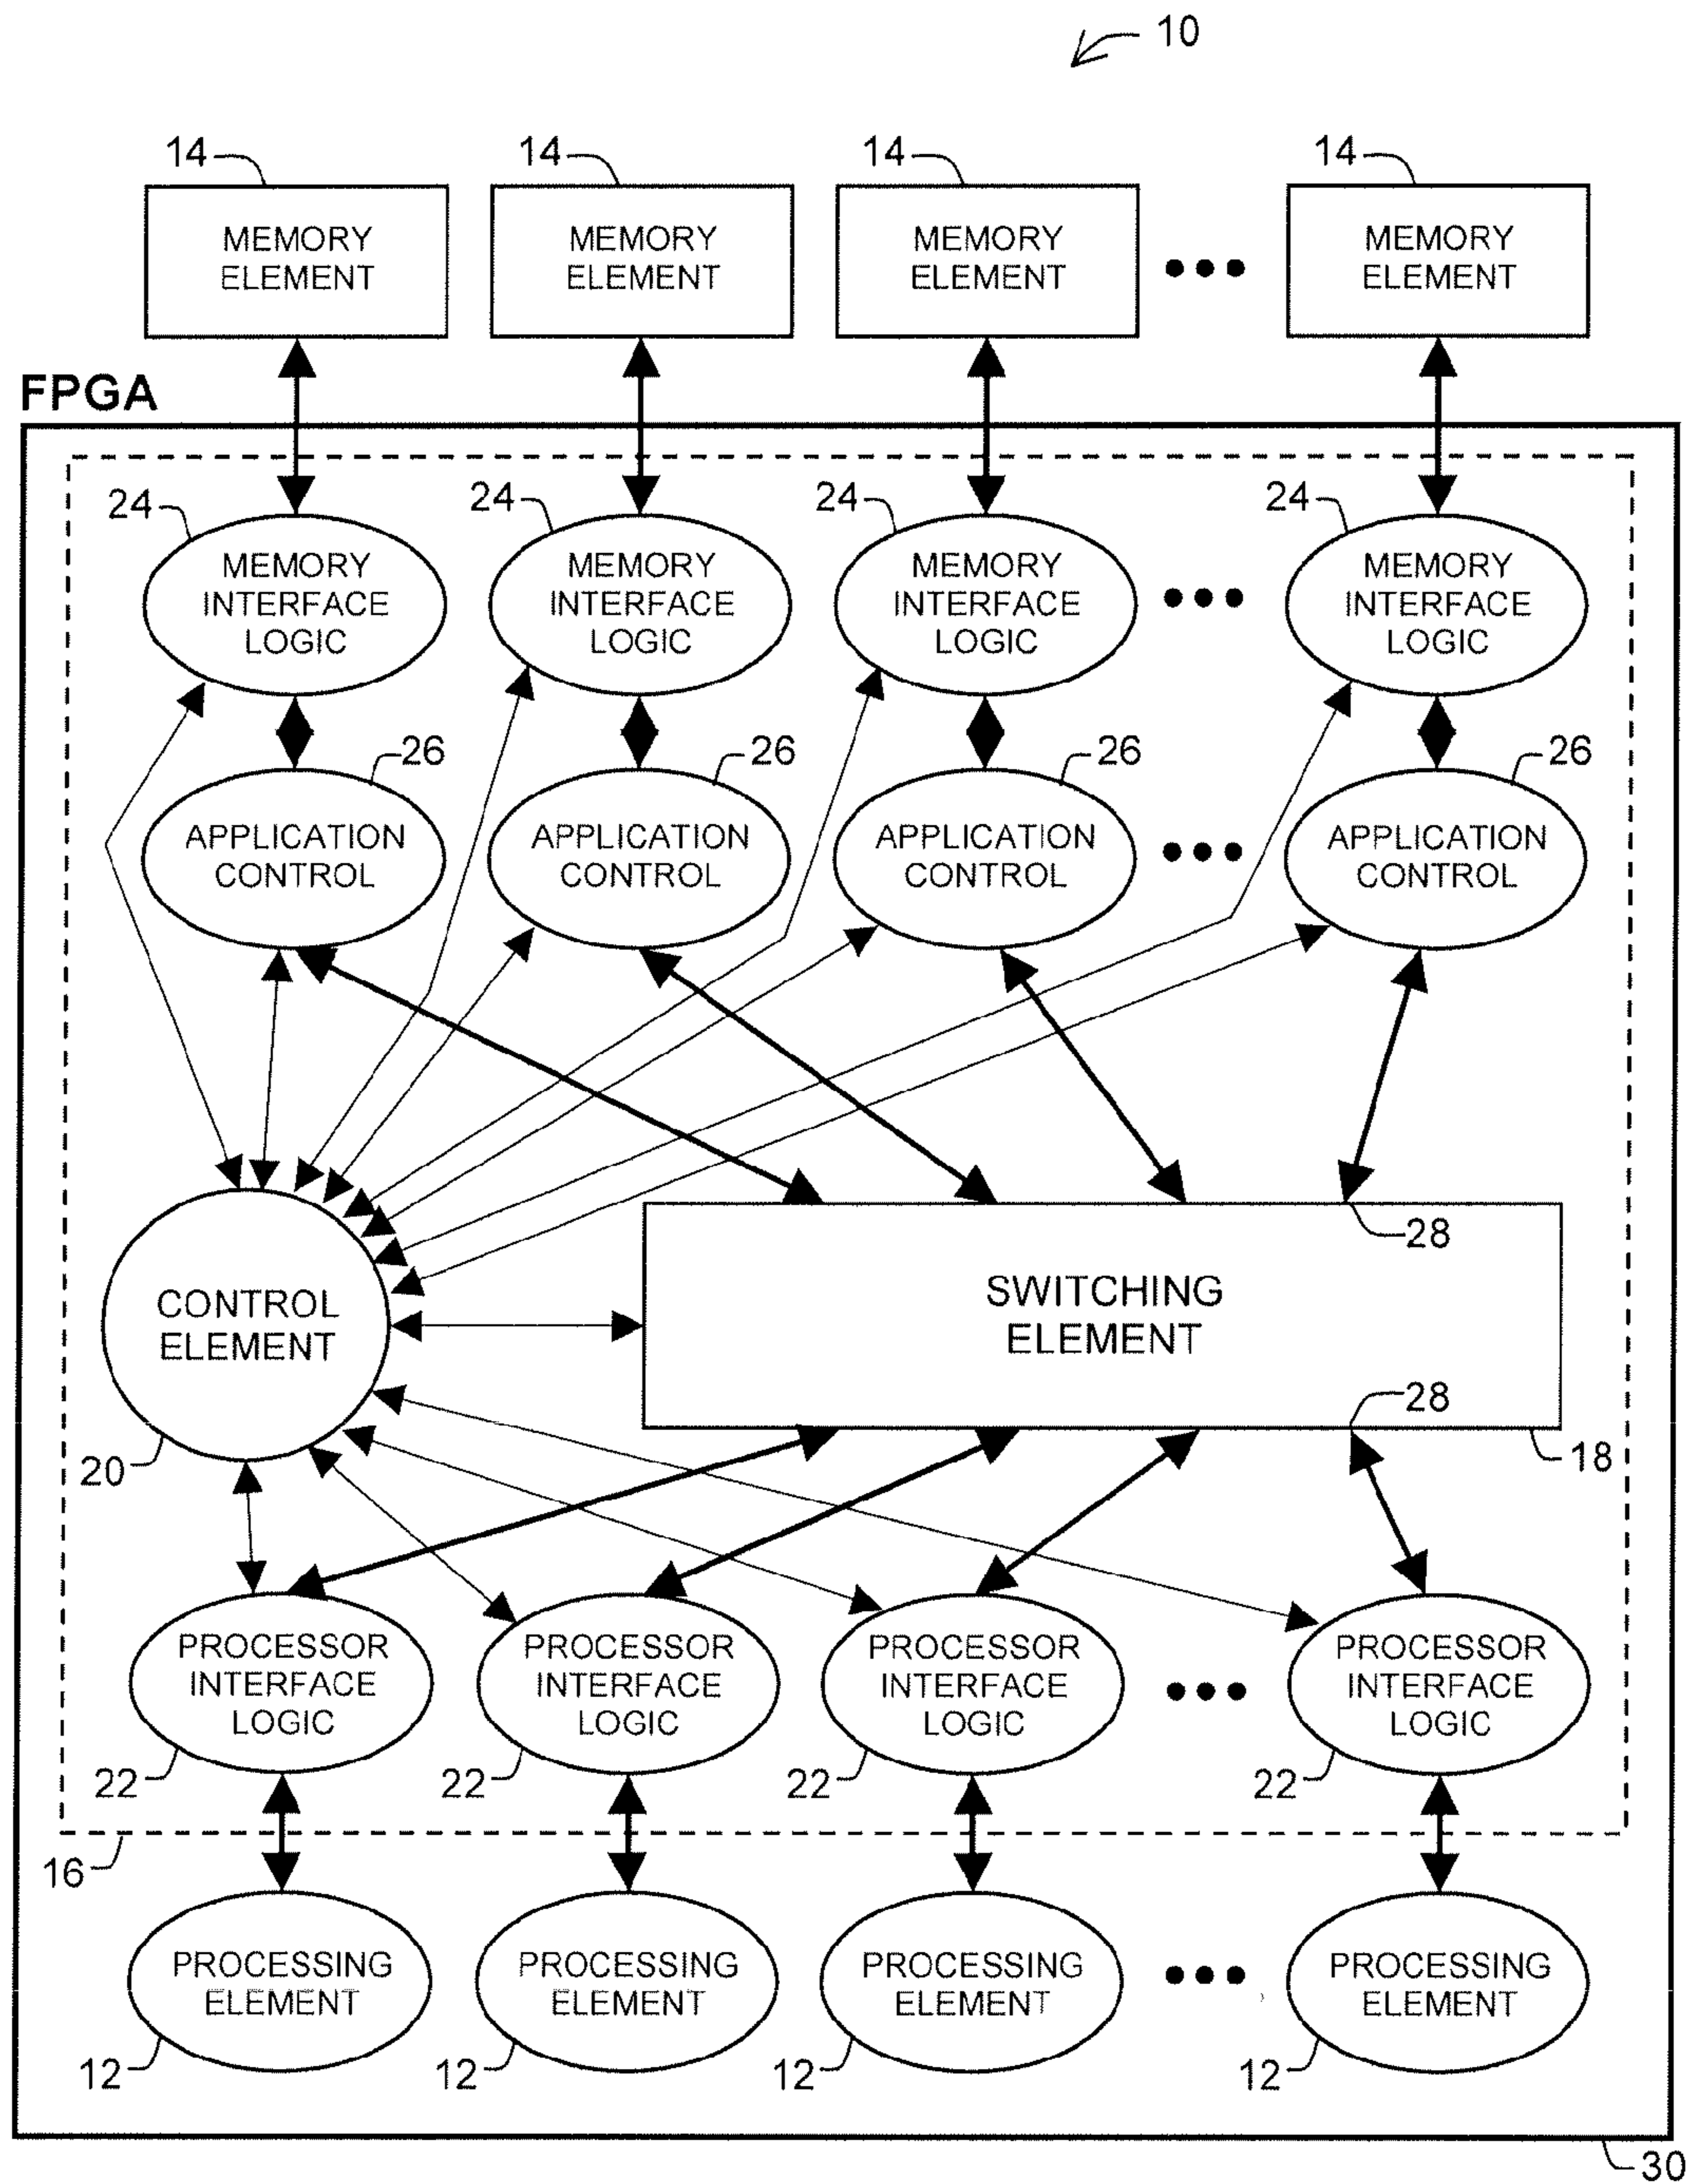 10
14
14
14
14
MEMORY
ELEMENT
MEMORY
ELEMENT
MEMORY
ELEMENT
MEMORY
ELEMENT
FPGA
24
24
24
24
MEMORY
INTERFACE
LOGIC
MEMORY
INTERFACE
LOGIC
MEMORY
INTERFACE
LOGIC
MEMORY
INTERFACE
LOGIC
26
26
26
26
APPLICATION
CONTROL
APPLICATION
CONTROL
APPLICATION
CONTROL
APPLICATION
CONTROL
28
CONTROL
ELEMENT
SWITCHING
ELEMENT
28
20
18
PROCESSOR
INTERFACE
LOGIC
PROCESSOR
INTERFACE
LOGIC
PROCESSOR
INTERFACE
LOGIC
PROCESSOR
INTERFACE
LOGIC
22
22
22
22
16
PROCESSING
ELEMENT
PROCESSING
ELEMENT
PROCESSING
ELEMENT
PROCESSING
ELEMENT
12
12
12
12
30